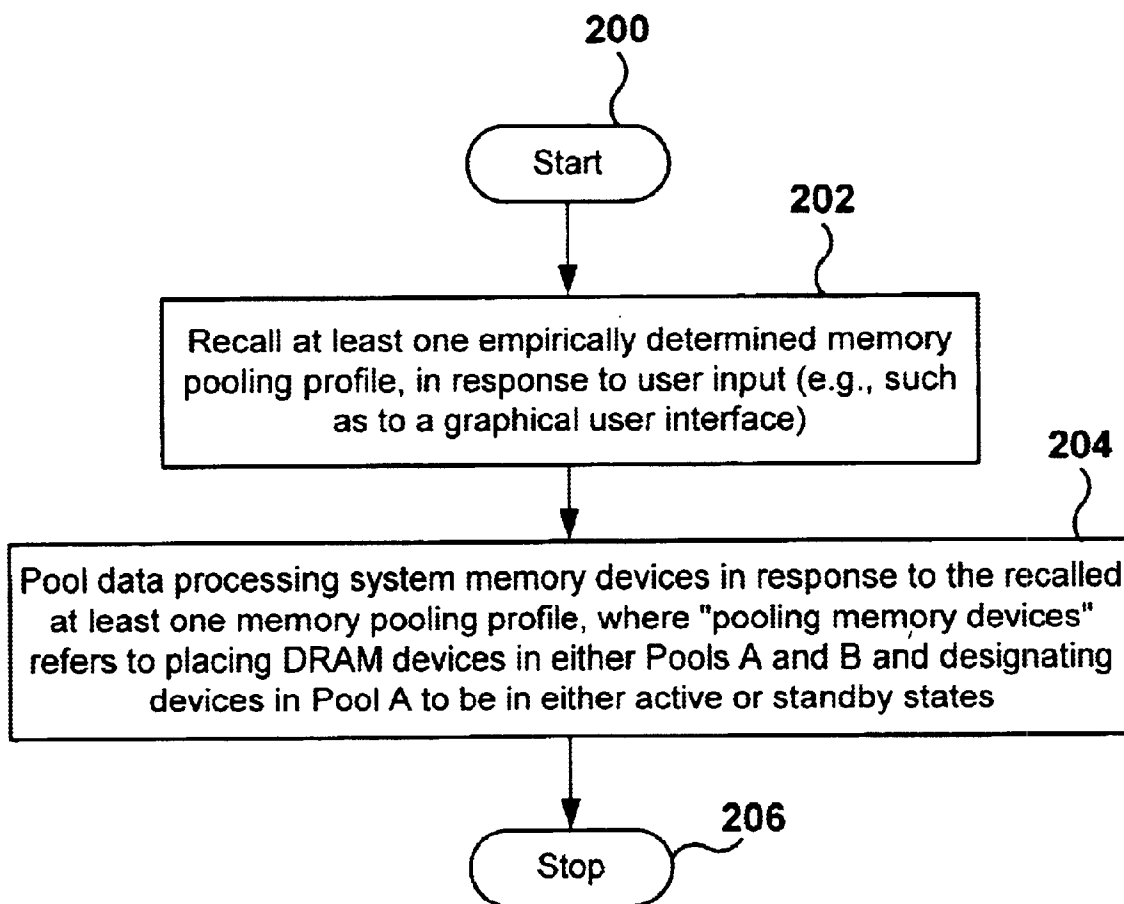 200
Start
202
Recall at least one empirically determined memory
pooling profile, in response to user input (e.g., such
as to a graphical user interface)
204
Pool data processing system memory devices in response to the recalled
at least one memory pooling profile, where "pooling memory devices"
refers to placing DRAM devices in either Pools A and B and designating
devices in Pool A to be in either active or standby states
206
Stop